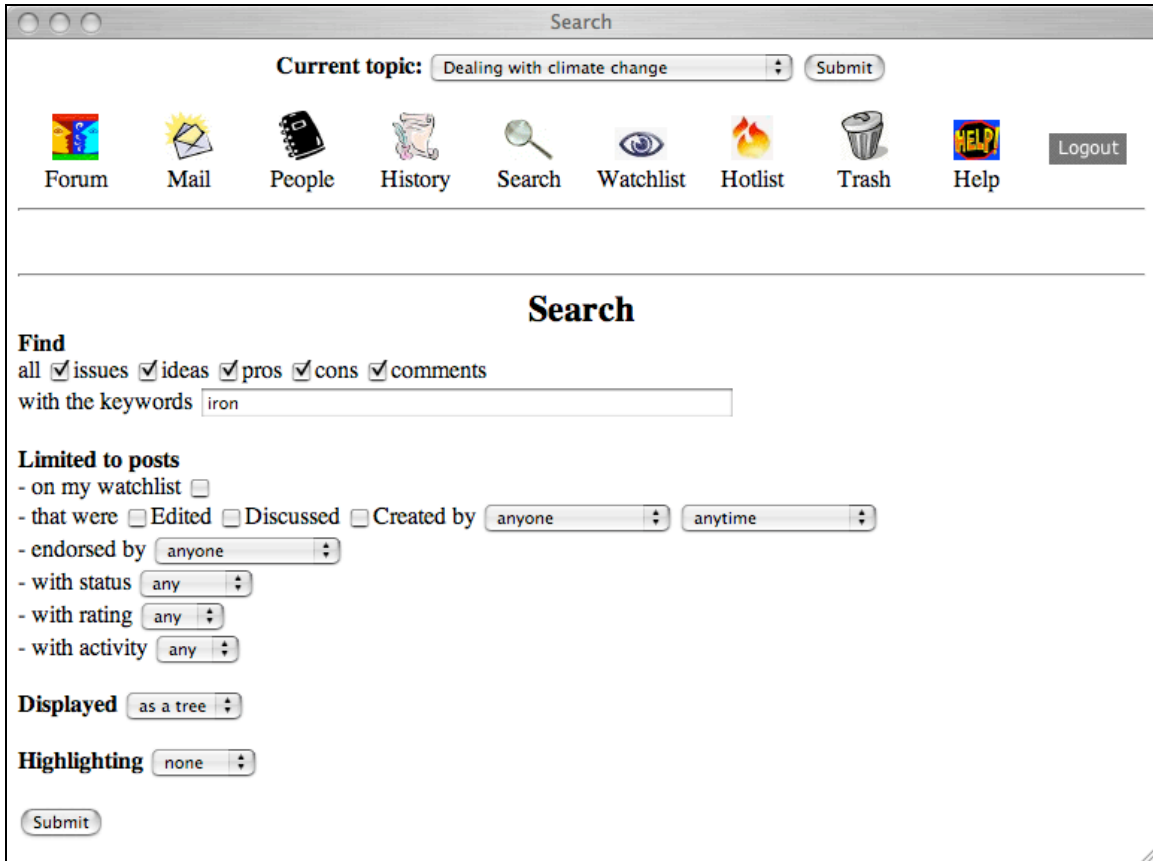 Search
Current topic: Dealing with climate change Submit
HELP!
Logout
Forum Mail People History Search Watchlist Hotlist Trash Help
Search
Find
all issues ideas pros cons comments
with the keywords iron
Limited to posts
- on my watchlist
- that were Edited Discussed Created by anyone anytime
- endorsed by anyone
- with status any
- with rating any
- with activity any
Displayed as a tree
Highlighting none
Submit